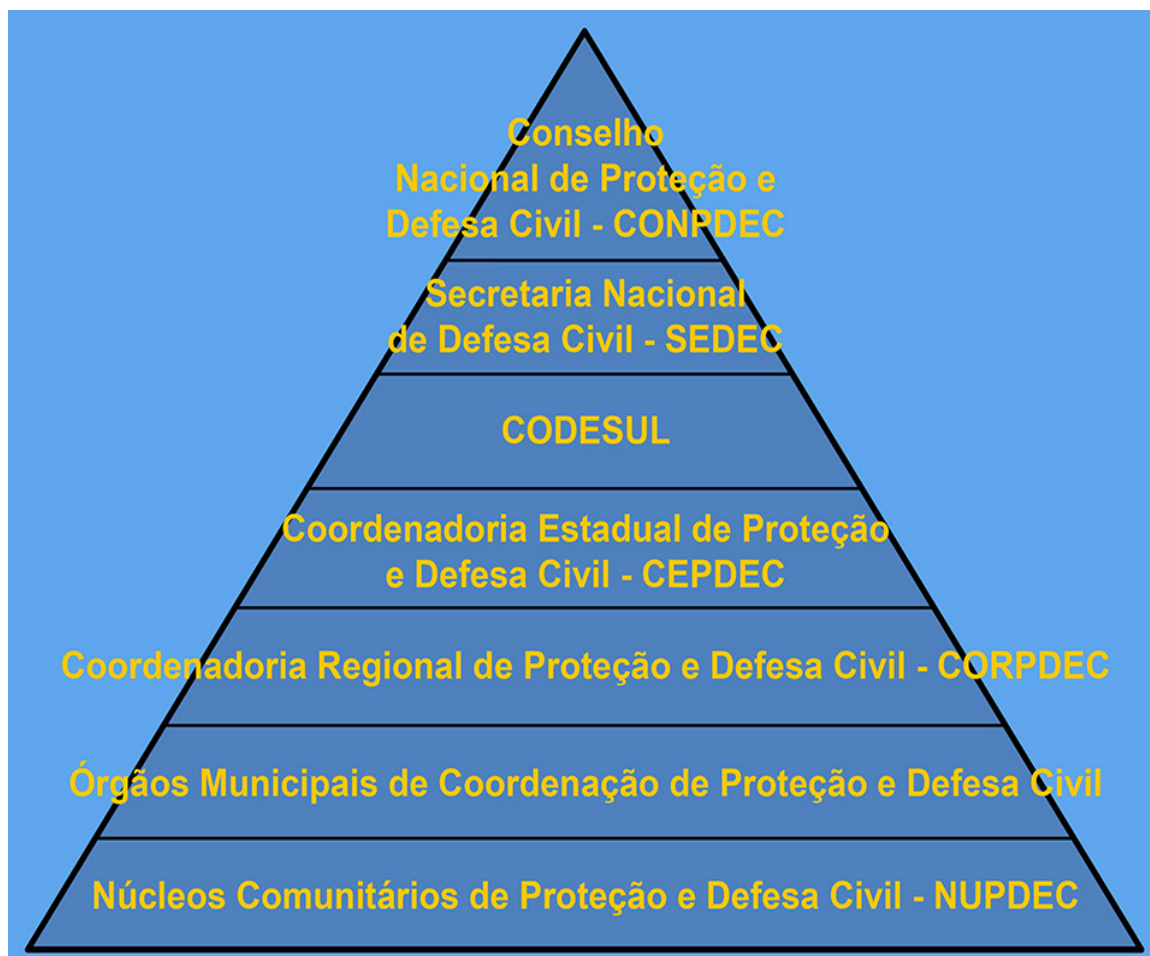 Conselho
Nacional de Proteção e
Defesa Civil - CONPDEC
Secretaria Nacional
de Defesa Civil - SEDEC
CODESUL
Coordenadoria Estadual de Proteção
e Defesa Civil - CEPDEC
Coordenadoria Regional de Proteção e Defesa Civil - CORPDEC
Órgãos Municipais de Coordenação de Proteção e Defesa Civil
Núcleos Comunitários de Proteção e Defesa Civil - NUPDEC